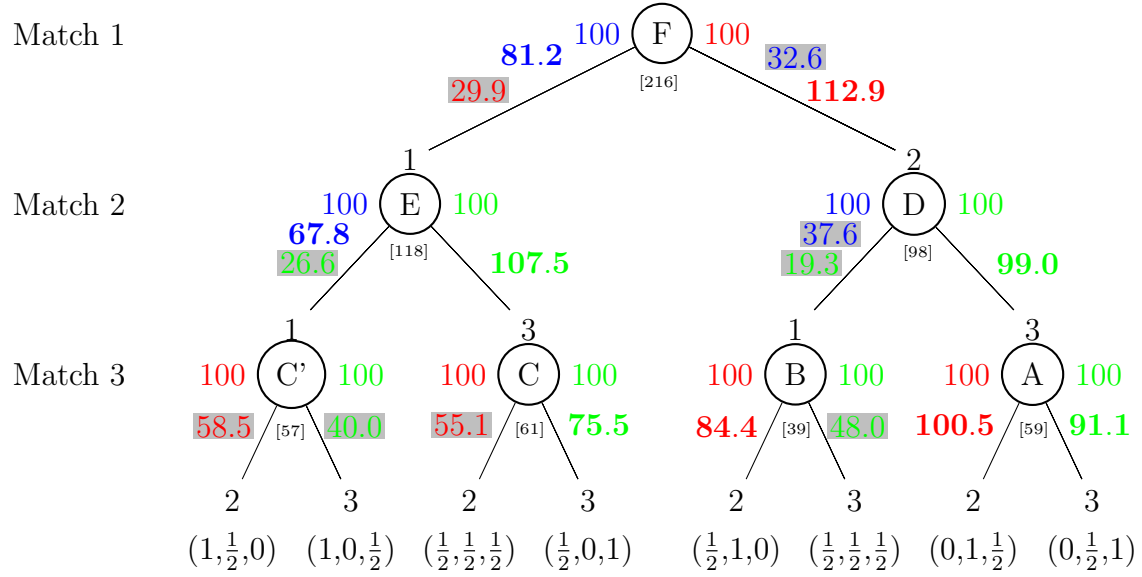 Match 1 100 F 100
81.2 32.6
29.9 [216] 112.9
1 2
Match 2 100 E 100 100 D 100
67.8 [118] 37.6 [98]
26.6 107.5 19.3 99.0
1 3 1 3
Match 3 100 C' 100 100 C 100 100 B 100 100 A 100
58.5 [57] 40.0 55.1 [61] 75.5 84.4 [39] 48.0 100.5 [59] 91.1
2 3 2 3 2 3 2 3
(1,½,0) (1,0,½) (½,½,½) (½,0,1) (½,1,0) (½,½,½) (0,1,½) (0,½,1)